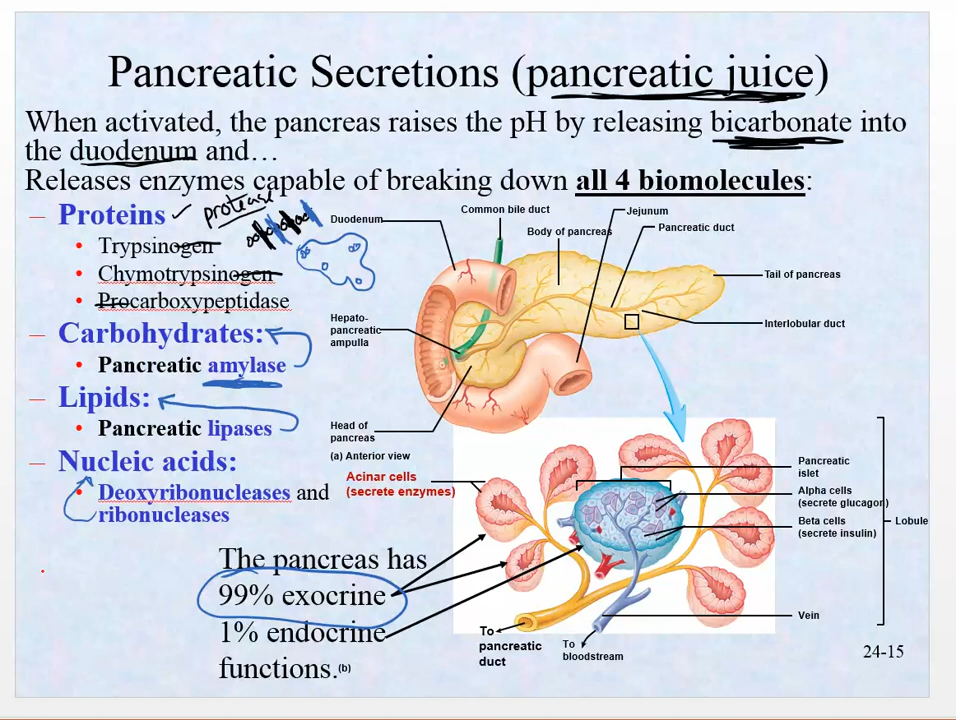 Pancreatic Secretions (pancreatic juice)
When activated, the pancreas raises the pH by releasing bicarbonate into
the duodenum and…
Releases enzymes capable of breaking down all 4 biomolecules:
– Proteins ✓ protease
• Trypsinogen
• Chymotrypsinogen
• Procarboxypeptidase
– Carbohydrates:
• Pancreatic amylase
– Lipids:
• Pancreatic lipases
– Nucleic acids:
• Deoxyribonucleases and
ribonucleases
The pancreas has
99% exocrine
1% endocrine
functions.(b)
Duodenum
Common bile duct
Body of pancreas
Jejunum
Pancreatic duct
Tail of pancreas
Hepato-
pancreatic
ampulla
Interlobular duct
Head of
pancreas
(a) Anterior view
Acinar cells
(secrete enzymes)
Pancreatic
islet
Alpha cells
(secrete glucagon)
Beta cells
(secrete insulin)
Lobule
Vein
To
pancreatic
duct
To
bloodstream
24-15